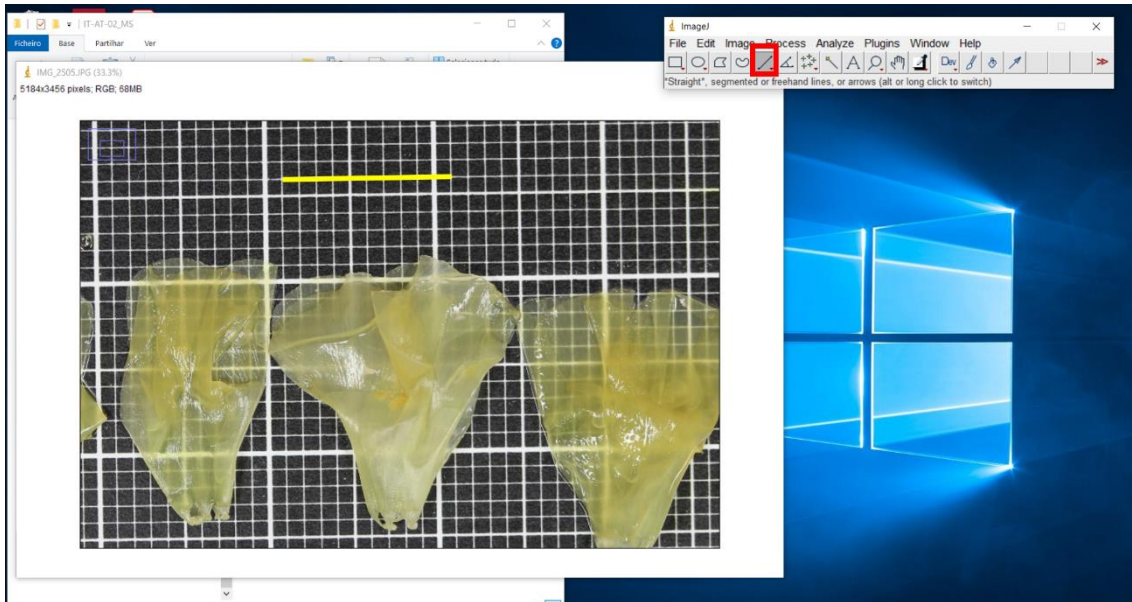 IT-AT-02_MS
Ficheiro Base Partilhar Ver
IMG_2505.JPG (33.3%)
5184x3456 pixels; RGB; 68MB
ImageJ
File Edit Image Process Analyze Plugins Window Help
Dev
*Straight*, segmented or freehand lines, or arrows (alt or long click to switch)